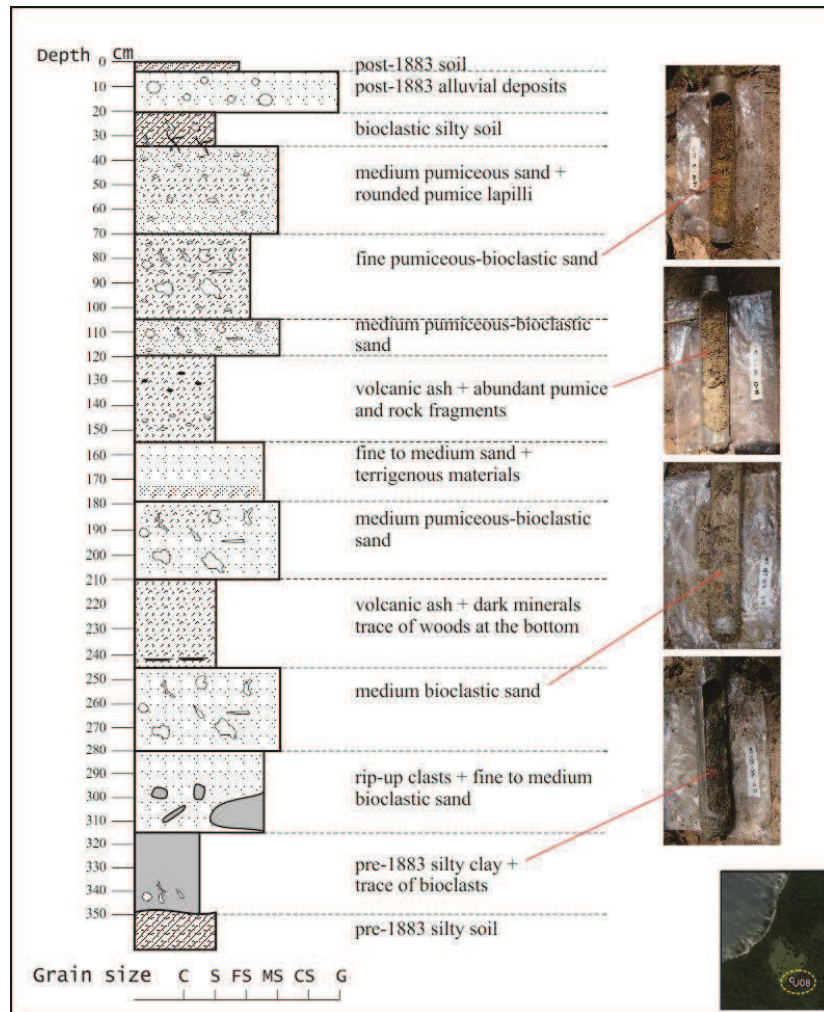 Depth cm
0
post-1883 soil
10
post-1883 alluvial deposits
20
30
bioclastic silty soil
40
50
medium pumiceous sand +
rounded pumice lapilli
60
70
80
fine pumiceous-bioclastic sand
90
100
110
medium pumiceous-bioclastic
sand
120
130
volcanic ash + abundant pumice
and rock fragments
140
150
160
fine to medium sand +
terrigenous materials
170
180
190
medium pumiceous-bioclastic
sand
200
210
220
volcanic ash + dark minerals
trace of woods at the bottom
230
240
250
medium bioclastic sand
260
270
280
290
rip-up clasts + fine to medium
bioclastic sand
300
310
320
330
pre-1883 silty clay +
trace of bioclasts
340
350
pre-1883 silty soil
Grain size C S FS MS CS G
U08